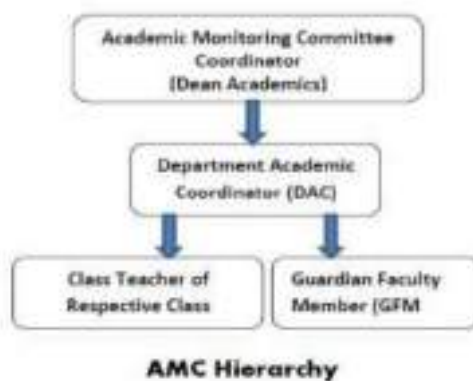 Academic Monitoring Committee
Coordinator
(Dean Academics)
Department Academic
Coordinator (DAC)
Class Teacher of
Respective Class
Guardian Faculty
Member (GFM
AMC Hierarchy